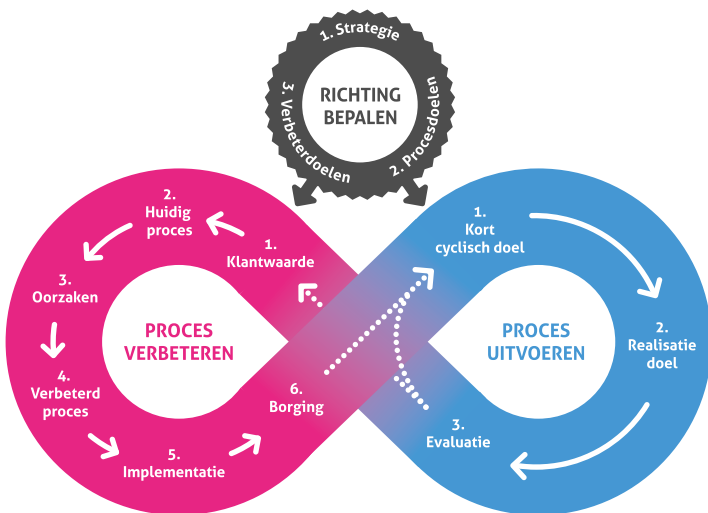 1. Strategie
RICHTING
BEPALEN
2. Procesdoelen
3. Verbeterdoelen
PROCES
VERBETEREN
1.
Klantwaarde
2.
Huidig
proces
3.
Oorzaken
4.
Verbeterd
proces
5.
Implementatie
6.
Borging
PROCES
UITVOEREN
1.
Kort
cyclisch doel
2.
Realisatie
doel
3.
Evaluatie